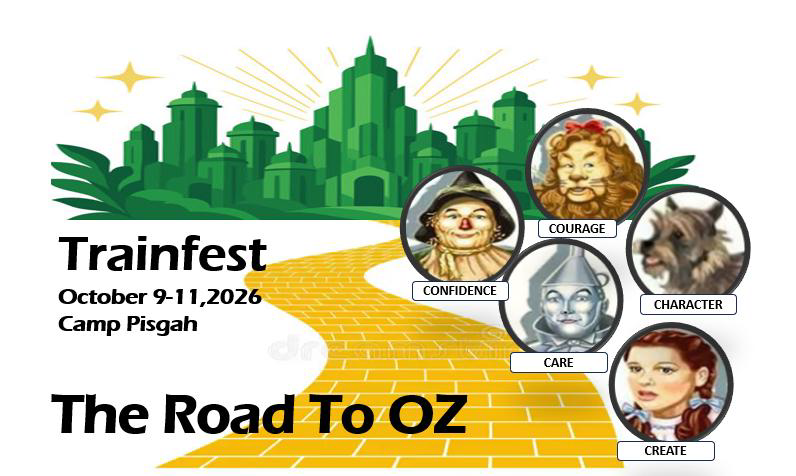 Trainfest
October 9-11,2026
Camp Pisgah
The Road To OZ
COURAGE
CONFIDENCE
CHARACTER
CARE
CREATE